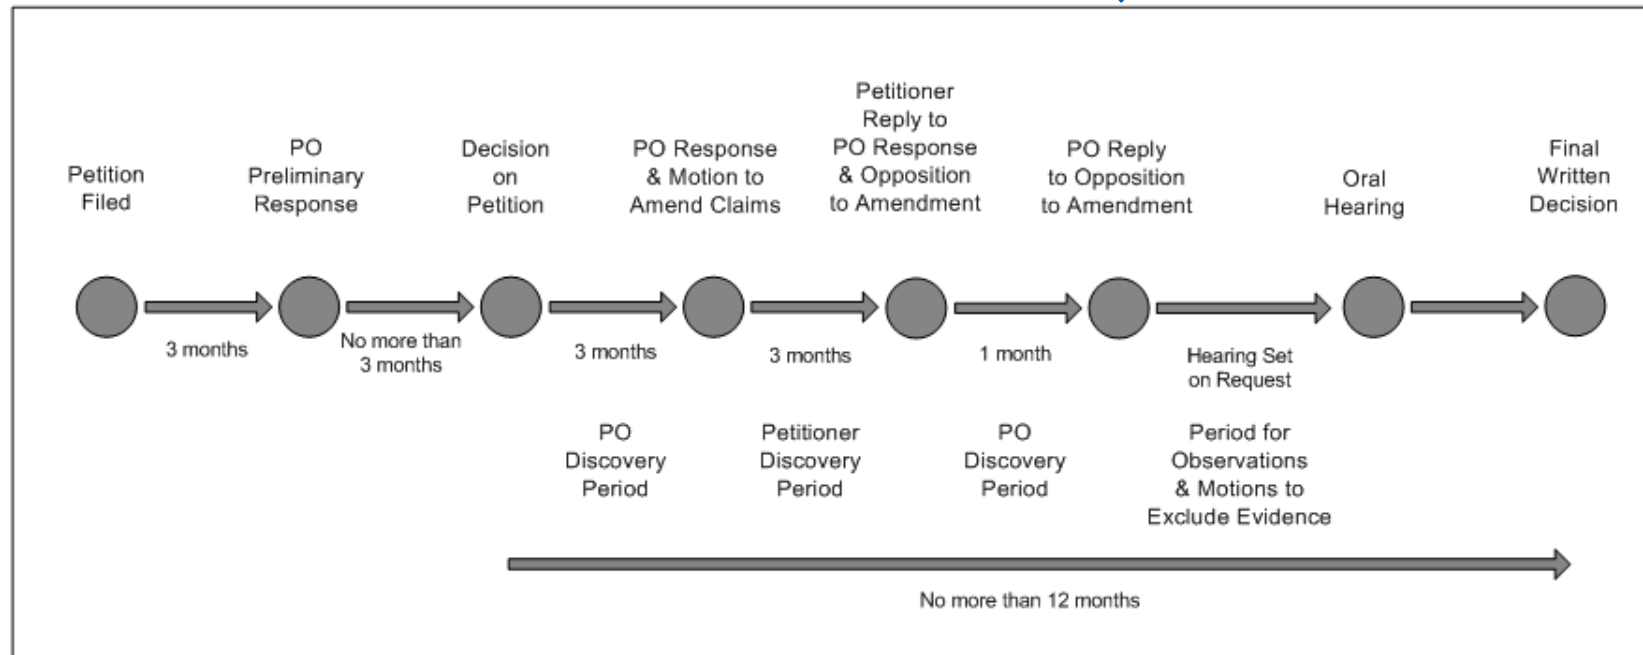 Petition
Filed
PO
Preliminary
Response
Decision
on
Petition
PO Response
& Motion to
Amend Claims
Petitioner
Reply to
PO Response
& Opposition
to Amendment
PO Reply
to Opposition
to Amendment
Oral
Hearing
Final
Written
Decision
3 months
No more than
3 months
3 months
3 months
1 month
Hearing Set
on Request
PO
Discovery
Period
Petitioner
Discovery
Period
PO
Discovery
Period
Period for
Observations
& Motions to
Exclude Evidence
No more than 12 months